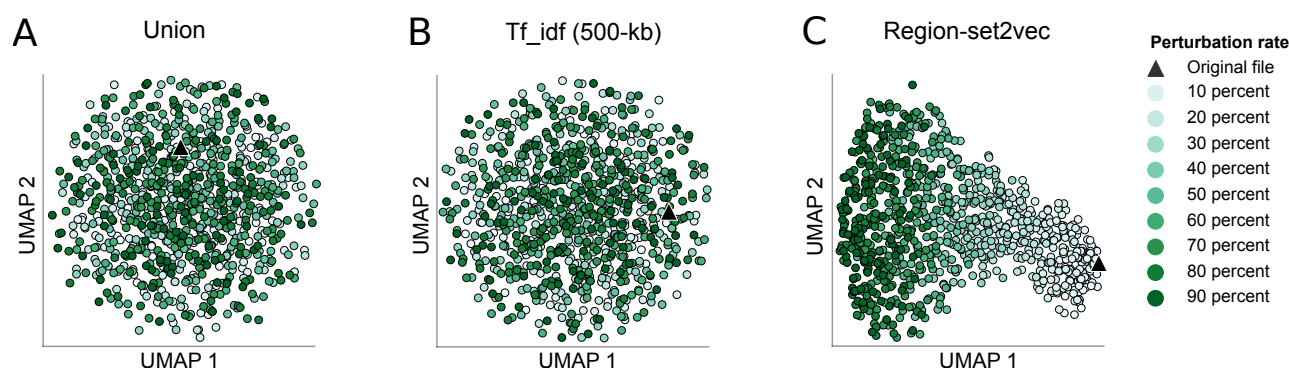 A
Union
UMAP 2
UMAP 1
B
Tf_idf (500-kb)
UMAP 2
UMAP 1
C
Region-set2vec
UMAP 2
UMAP 1
Perturbation rate
Original file
10 percent
20 percent
30 percent
40 percent
50 percent
60 percent
70 percent
80 percent
90 percent